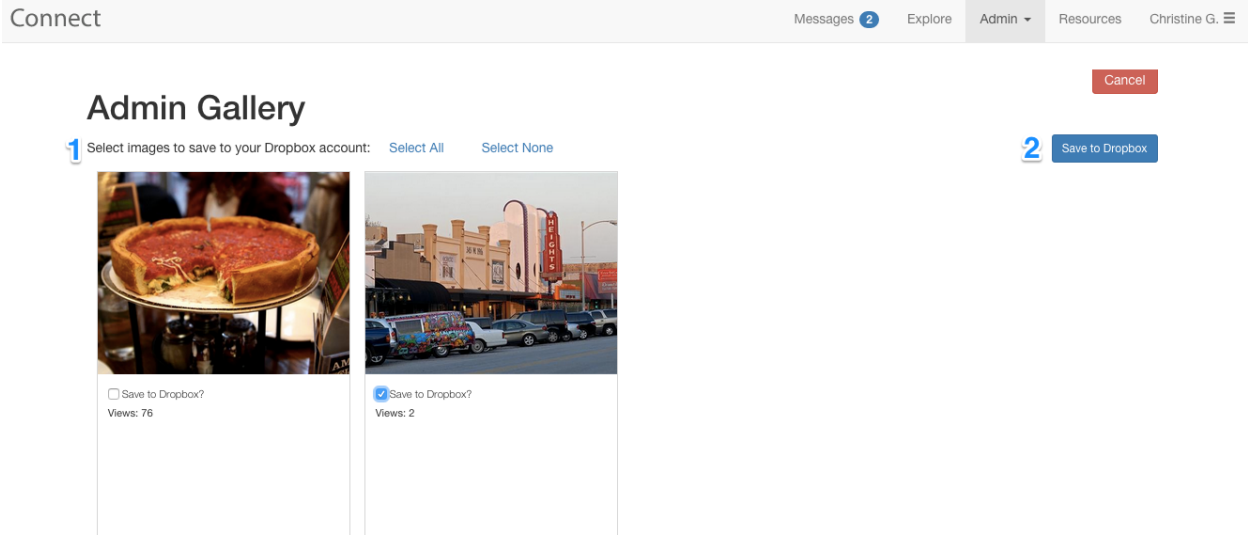 Connect
Messages 2 Explore Admin Resources Christine G.
Cancel
Admin Gallery
1 Select images to save to your Dropbox account: Select All Select None
2 Save to Dropbox
HEIGHTS
Save to Dropbox?
Views: 76
Save to Dropbox?
Views: 2